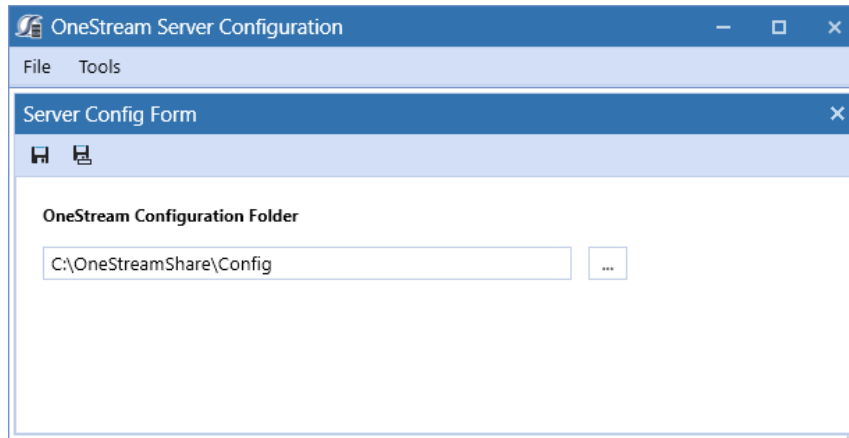 OneStream Server Configuration
File Tools
Server Config Form
OneStream Configuration Folder
C:\OneStreamShare\Config
...